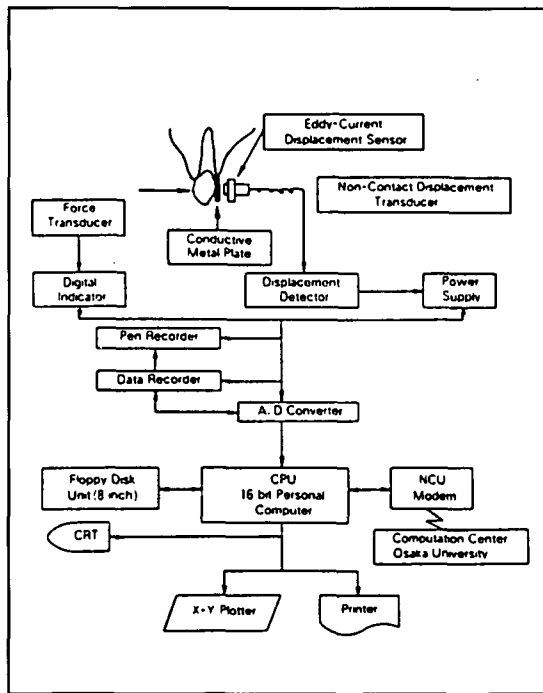 Eddy-Current
Displacement Sensor
Non-Contact Displacement
Transducer
Force
Transducer
Conductive
Metal Plate
Digital
Indicator
Displacement
Detector
Power
Supply
Pen Recorder
Data Recorder
A.D Converter
Floppy Disk
Unit (8 inch)
CPU
16 bit Personal
Computer
NCU
Modem
CRT
Computation Center
Osaka University
X-Y Plotter
Printer